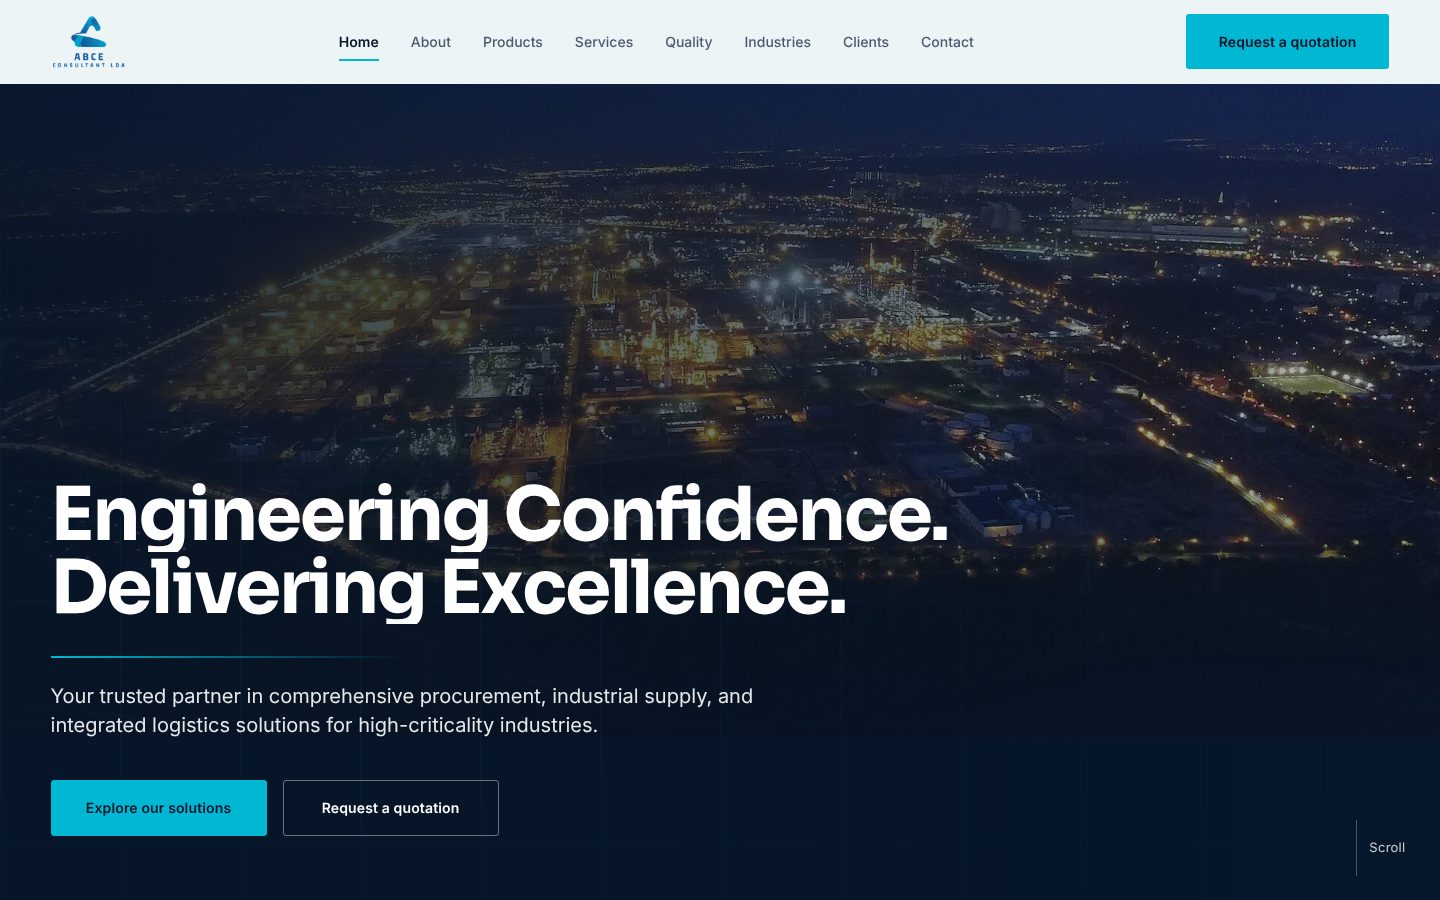 ABCE
CONSULTANT LDA
Home About Products Services Quality Industries Clients Contact
Request a quotation
Engineering Confidence.
Delivering Excellence.
Your trusted partner in comprehensive procurement, industrial supply, and
integrated logistics solutions for high-criticality industries.
Explore our solutions
Request a quotation
Scroll